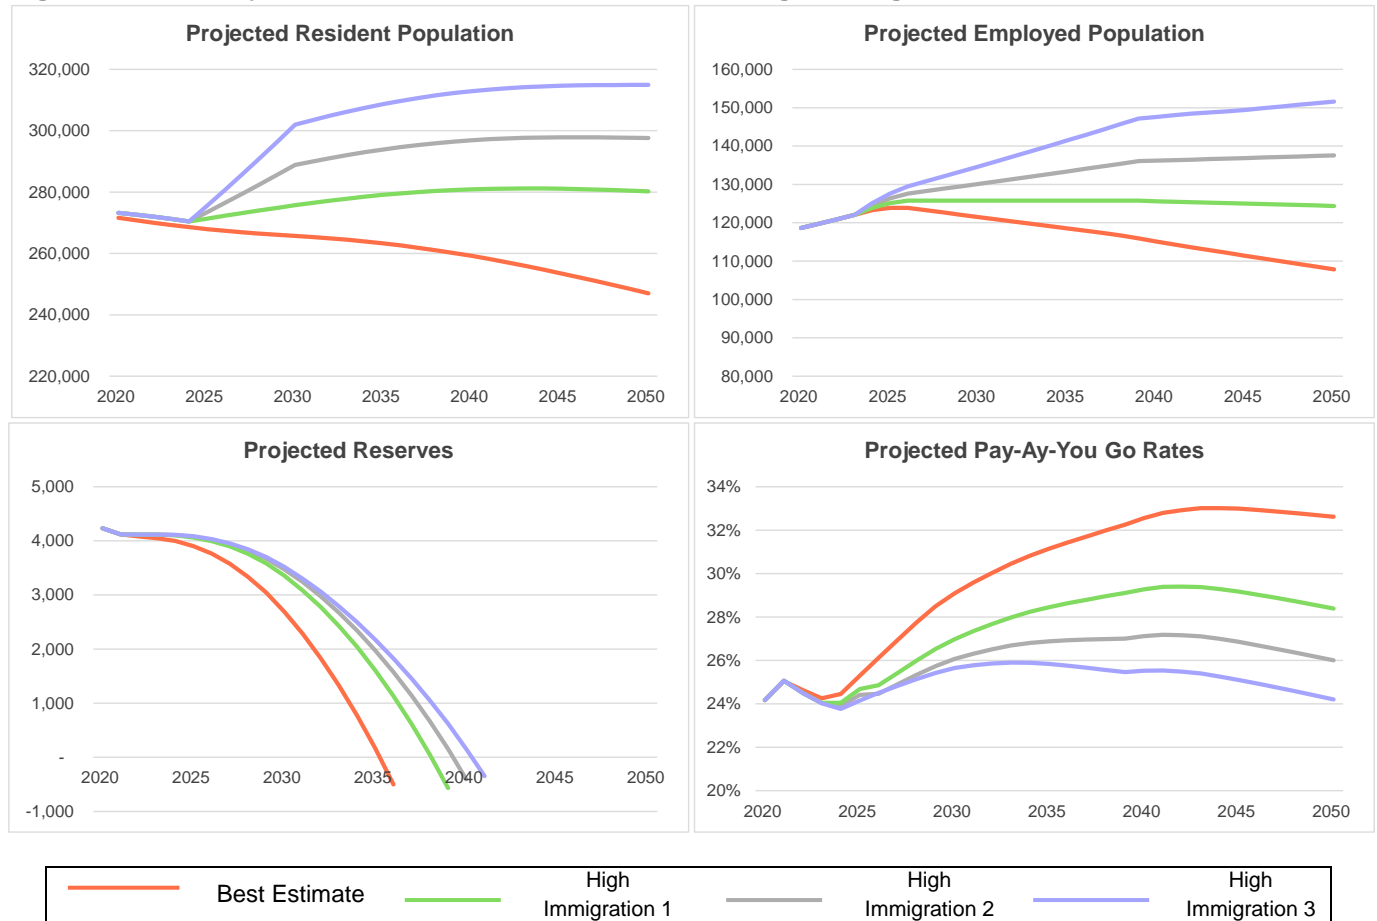 Projected Resident Population
320,000
300,000
280,000
260,000
240,000
220,000
2020 2025 2030 2035 2040 2045 2050
Projected Employed Population
160,000
150,000
140,000
130,000
120,000
110,000
100,000
90,000
80,000
2020 2025 2030 2035 2040 2045 2050
Projected Reserves
5,000
4,000
3,000
2,000
1,000
-
2020 2025 2030 2035 2040 2045 2050
-1,000
Projected Pay-Ay-You Go Rates
34%
32%
30%
28%
26%
24%
22%
20%
2020 2025 2030 2035 2040 2045 2050
Best Estimate
High
Immigration 1
High
Immigration 2
High
Immigration 3